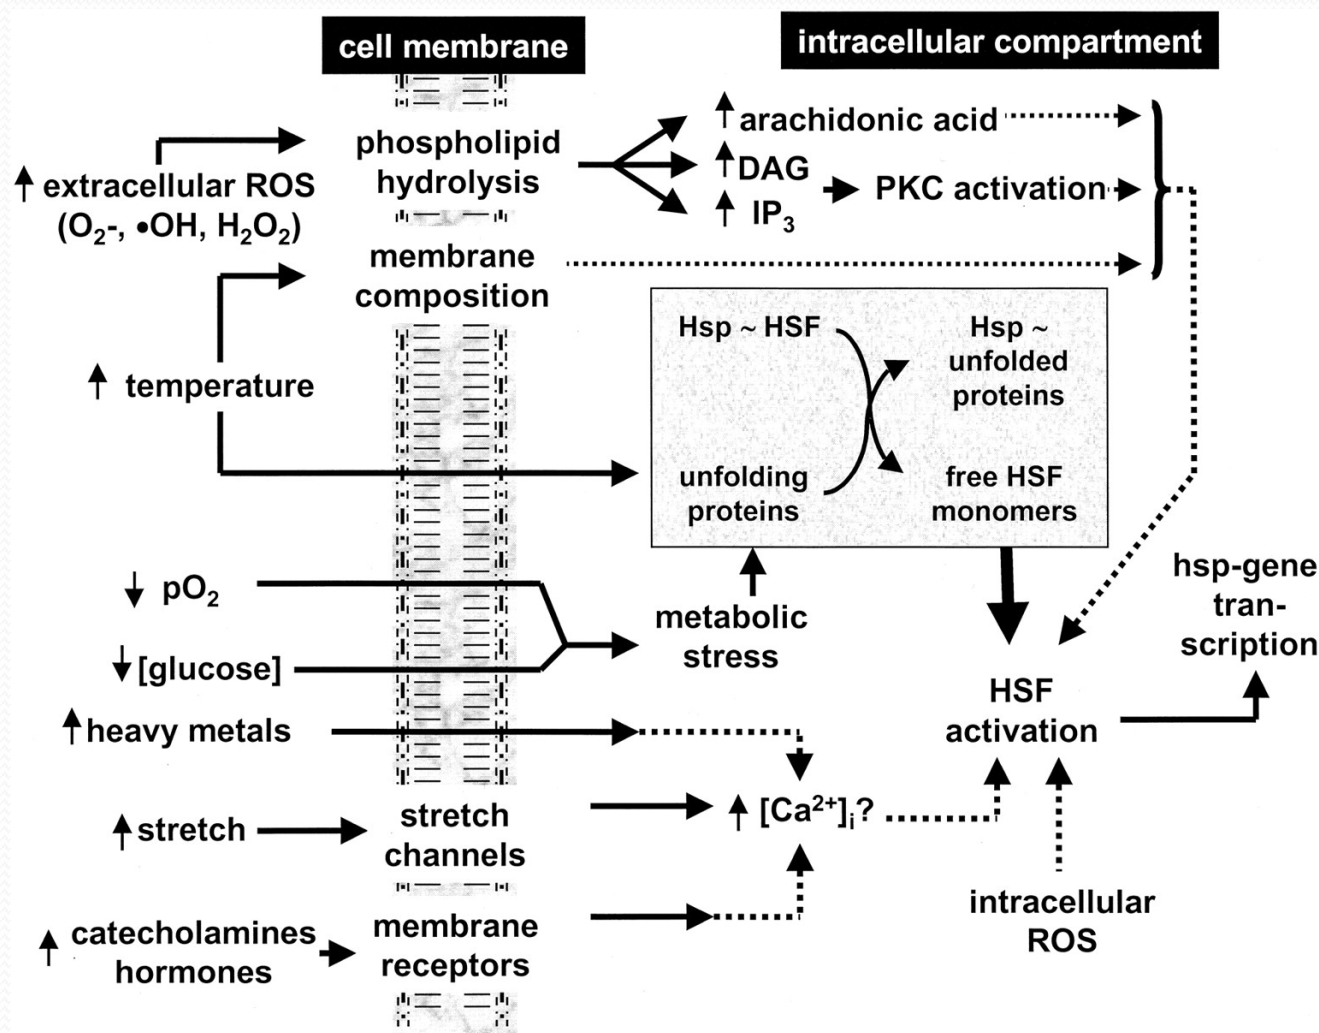 cell membrane
intracellular compartment
phospholipid
hydrolysis
↑ extracellular ROS
(O₂-, •OH, H₂O₂)
↑ arachidonic acid
↑ DAG
↑ IP₃
PKC activation
membrane
composition
↑ temperature
Hsp ~ HSF
Hsp ~
unfolded
proteins
unfolding
proteins
free HSF
monomers
↓ pO₂
↓ [glucose]
metabolic
stress
hsp-gene
tran-
scription
HSF
activation
↑ heavy metals
↑ stretch
stretch
channels
↑ [Ca²⁺]ᵢ?
↑ catecholamines
hormones
membrane
receptors
intracellular
ROS